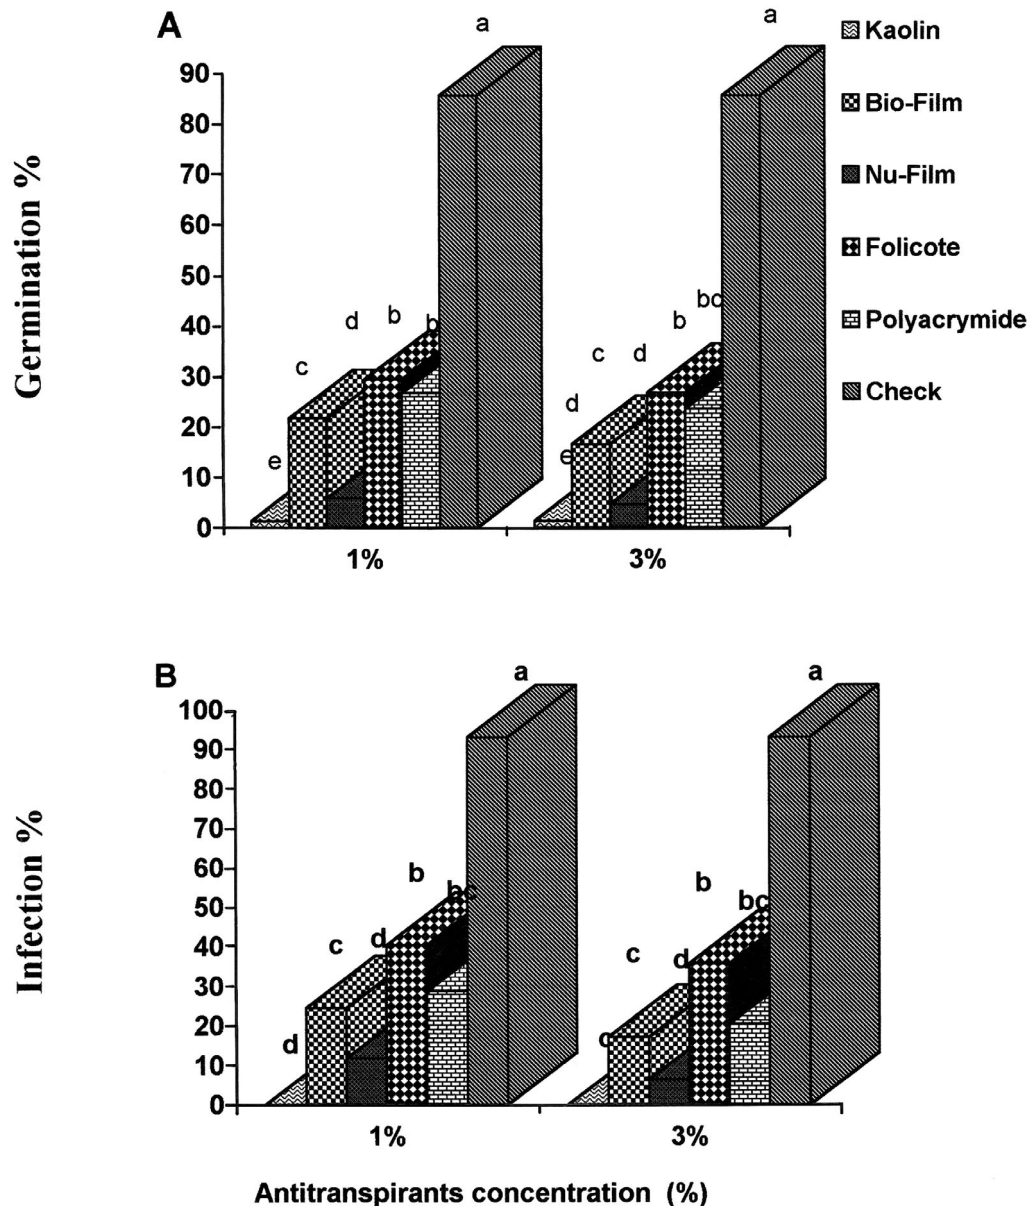 A
a
a
Kaolin
Bio-Film
Nu-Film
Folicote
Polyacrymide
Check
Germination %
90
80
70
60
50
40
30
20
10
0
e
c
d
b
b
d
e
c
d
b
bc
1%
3%
B
a
a
Infection %
100
90
80
70
60
50
40
30
20
10
0
d
c
d
b
bc
c
d
b
bc
1%
3%
Antitranspirants concentration (%)